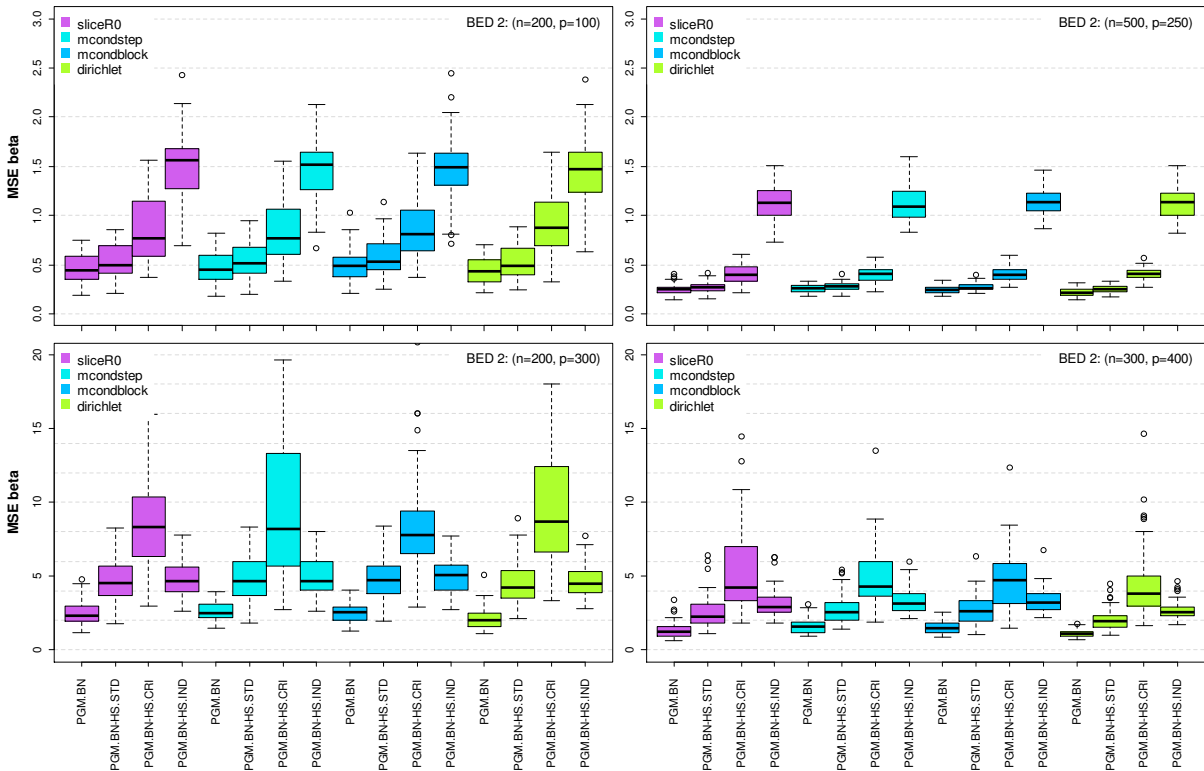 BED 2: (n=200, p=100)
sliceR0
mcondstep
mcondblock
dirichlet
MSE beta
3.0
2.5
2.0
1.5
1.0
0.5
0.0
BED 2: (n=500, p=250)
sliceR0
mcondstep
mcondblock
dirichlet
3.0
2.5
2.0
1.5
1.0
0.5
0.0
BED 2: (n=200, p=300)
sliceR0
mcondstep
mcondblock
dirichlet
MSE beta
20
15
10
5
0
BED 2: (n=300, p=400)
sliceR0
mcondstep
mcondblock
dirichlet
20
15
10
5
0
PGM.BN
PGM.BN-HS.STD
PGM.BN-HS.CRI
PGM.BN-HS.IND
PGM.BN
PGM.BN-HS.STD
PGM.BN-HS.CRI
PGM.BN-HS.IND
PGM.BN
PGM.BN-HS.STD
PGM.BN-HS.CRI
PGM.BN-HS.IND
PGM.BN
PGM.BN-HS.STD
PGM.BN-HS.CRI
PGM.BN-HS.IND
PGM.BN
PGM.BN-HS.STD
PGM.BN-HS.CRI
PGM.BN-HS.IND
PGM.BN
PGM.BN-HS.STD
PGM.BN-HS.CRI
PGM.BN-HS.IND
PGM.BN
PGM.BN-HS.STD
PGM.BN-HS.CRI
PGM.BN-HS.IND
PGM.BN
PGM.BN-HS.STD
PGM.BN-HS.CRI
PGM.BN-HS.IND